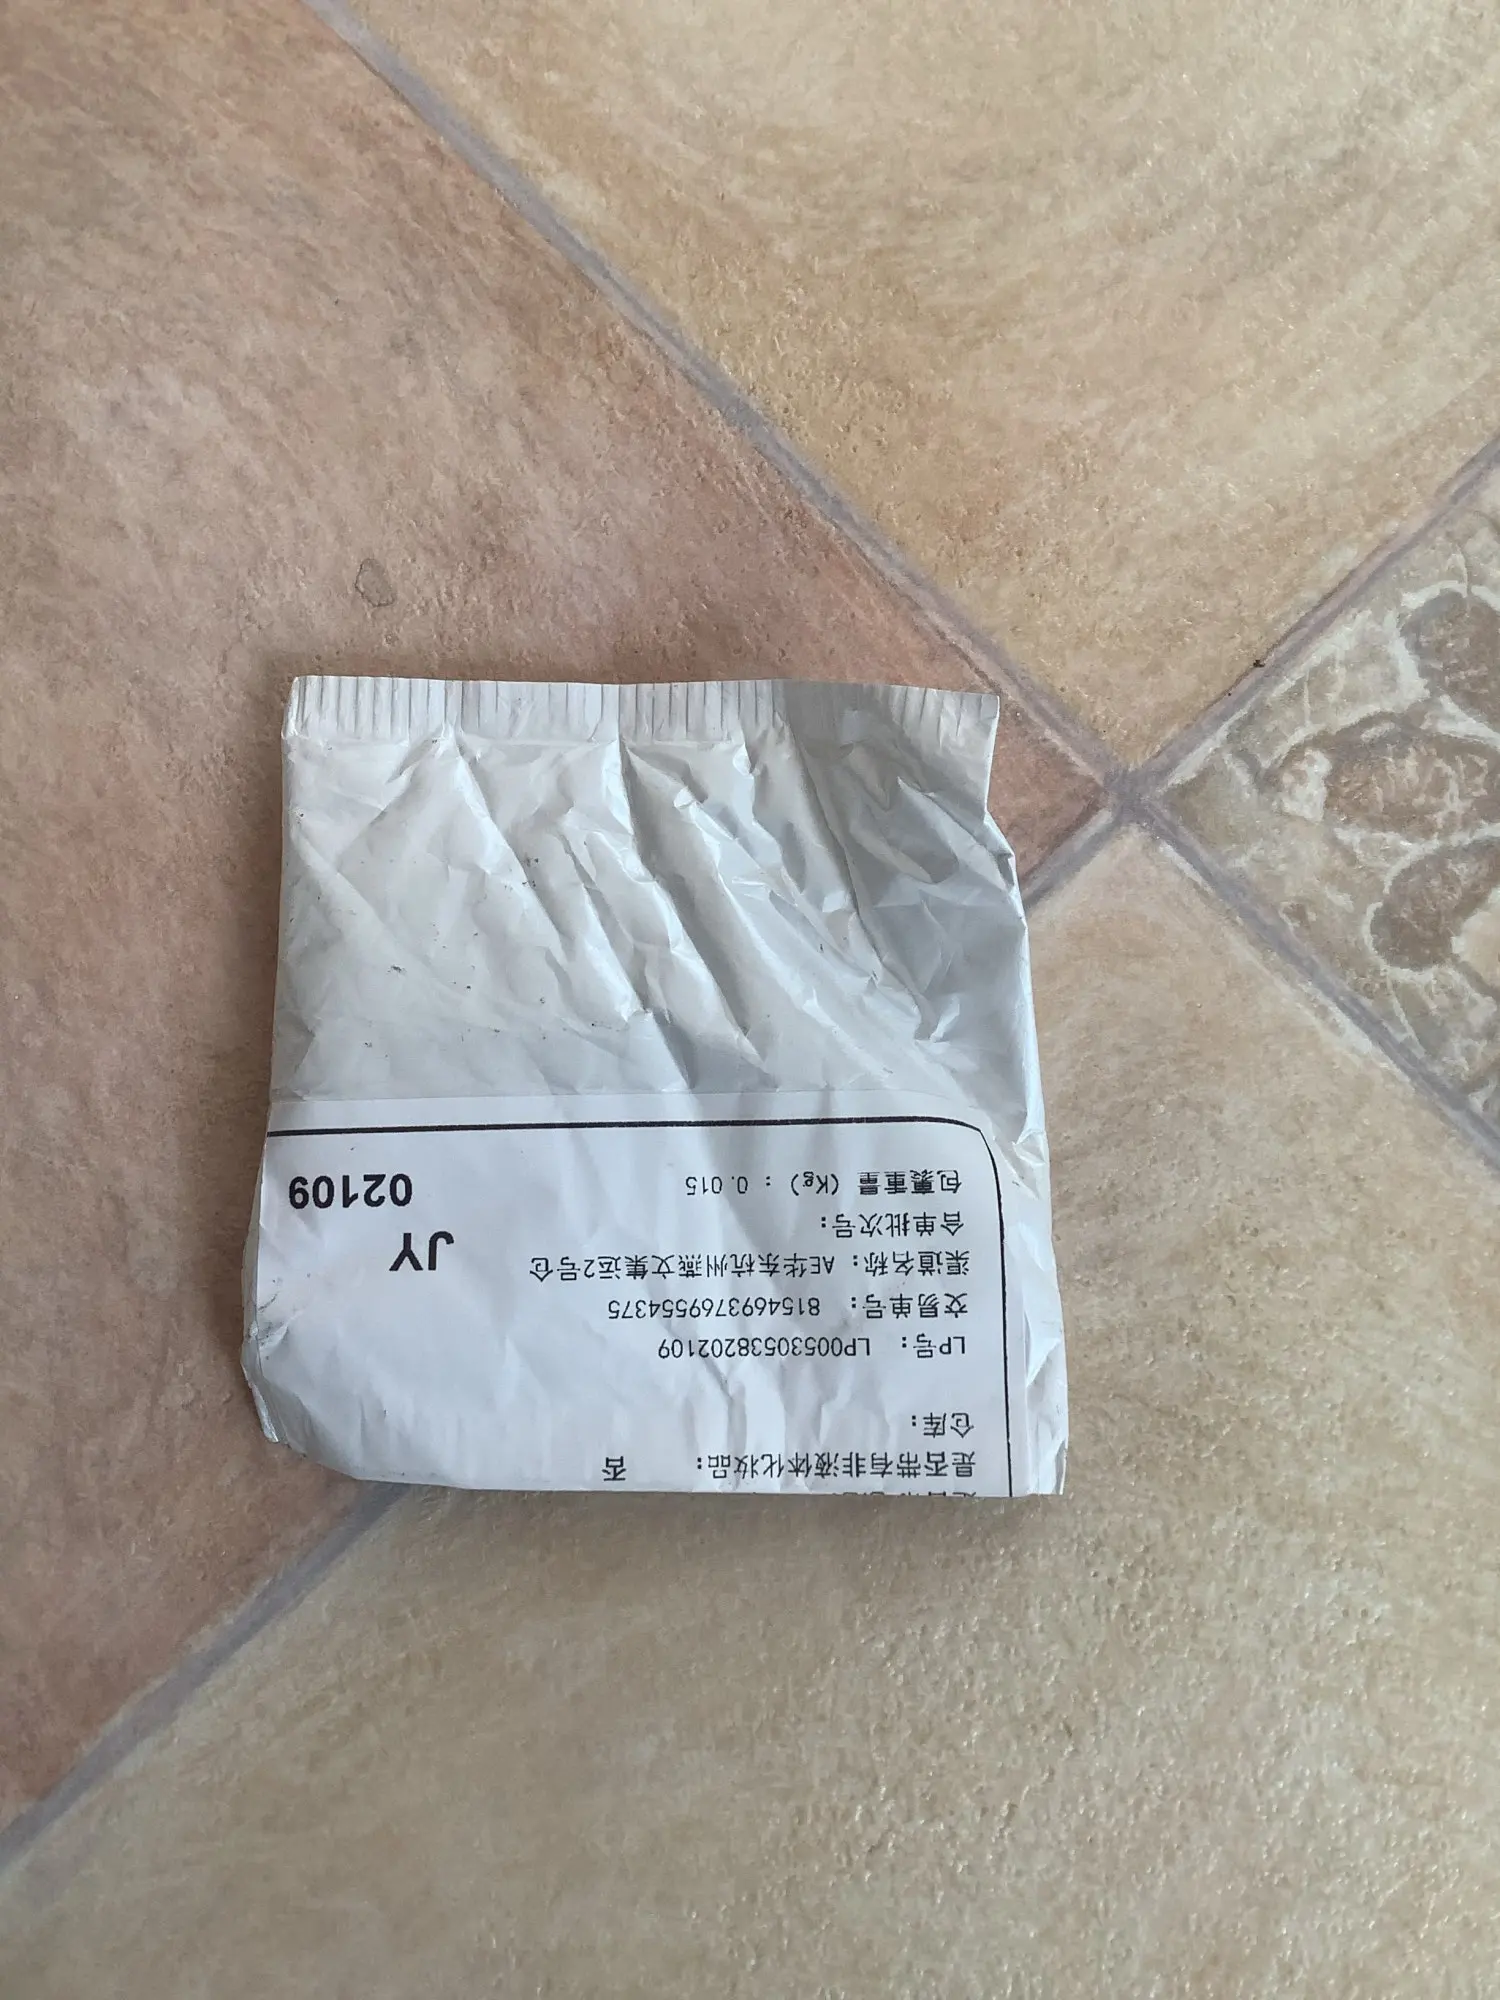 是否带有非液体化妆品: 否
仓库:
LP号: LP00530538202109
交易单号: 8154693769554375
渠道名称: AE华东杭州燕文集运2号仓
合单批次号:
包裹重量 (Kg) : 0.015
JY
02109